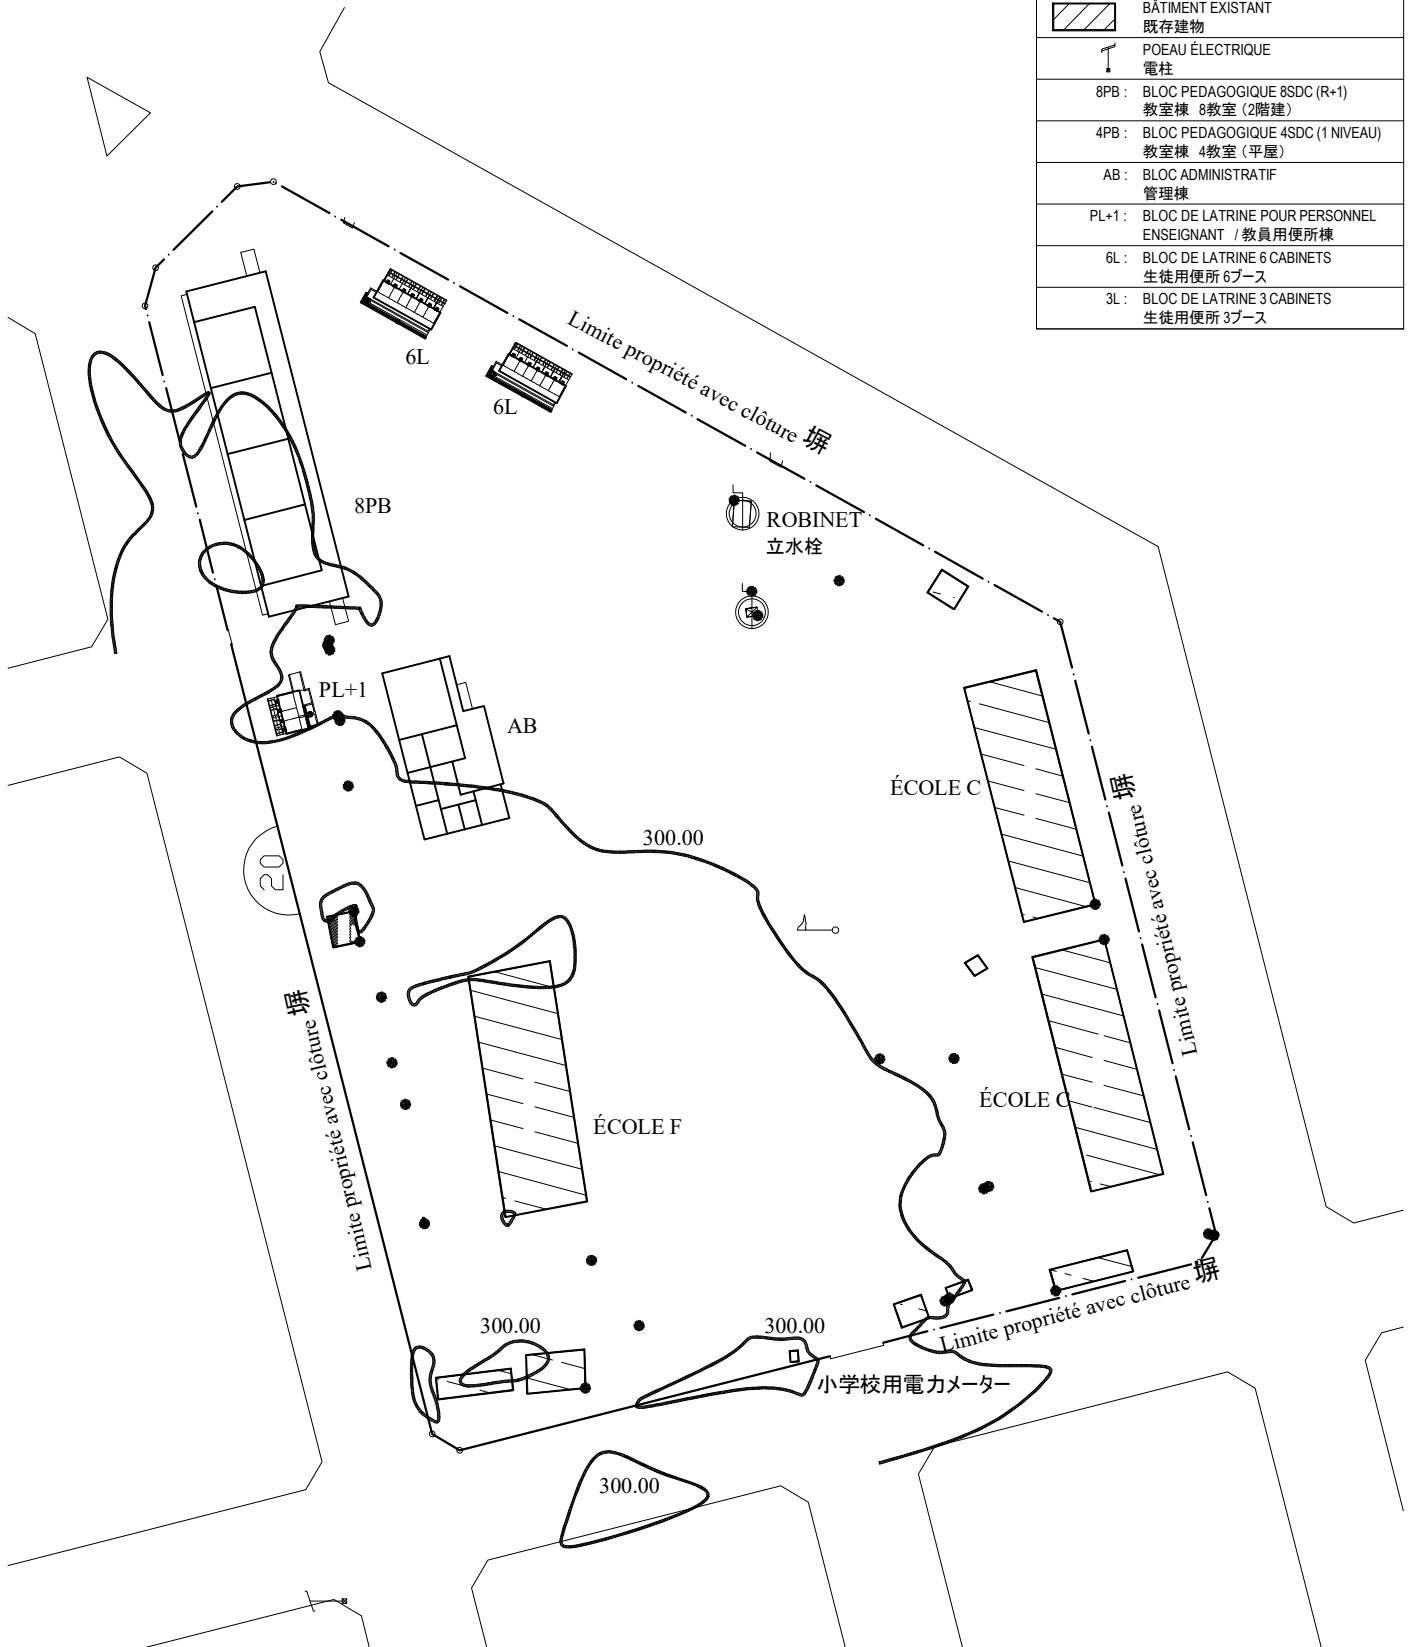 BÂTIMENT EXISTANT
既存建物
POEAU ÉLECTRIQUE
電柱
8PB : BLOC PEDAGOGIQUE 8SDC (R+1)
教室棟 8教室 (2階建)
4PB : BLOC PEDAGOGIQUE 4SDC (1 NIVEAU)
教室棟 4教室 (平屋)
AB : BLOC ADMINISTRATIF
管理棟
PL+1 : BLOC DE LATRINE POUR PERSONNEL
ENSEIGNANT / 教員用便所棟
6L : BLOC DE LATRINE 6 CABINETS
生徒用便所 6ブース
3L : BLOC DE LATRINE 3 CABINETS
生徒用便所 3ブース
6L
6L
Limite propriété avec clôture 塀
8PB
ROBINET
立水栓
PL+1
AB
ÉCOLE C
300.00
20
Limite propriété avec clôture 塀
Limite propriété avec clôture 塀
ÉCOLE C
ÉCOLE F
Limite propriété avec clôture 塀
300.00
300.00
小学校用電力メーター
300.00